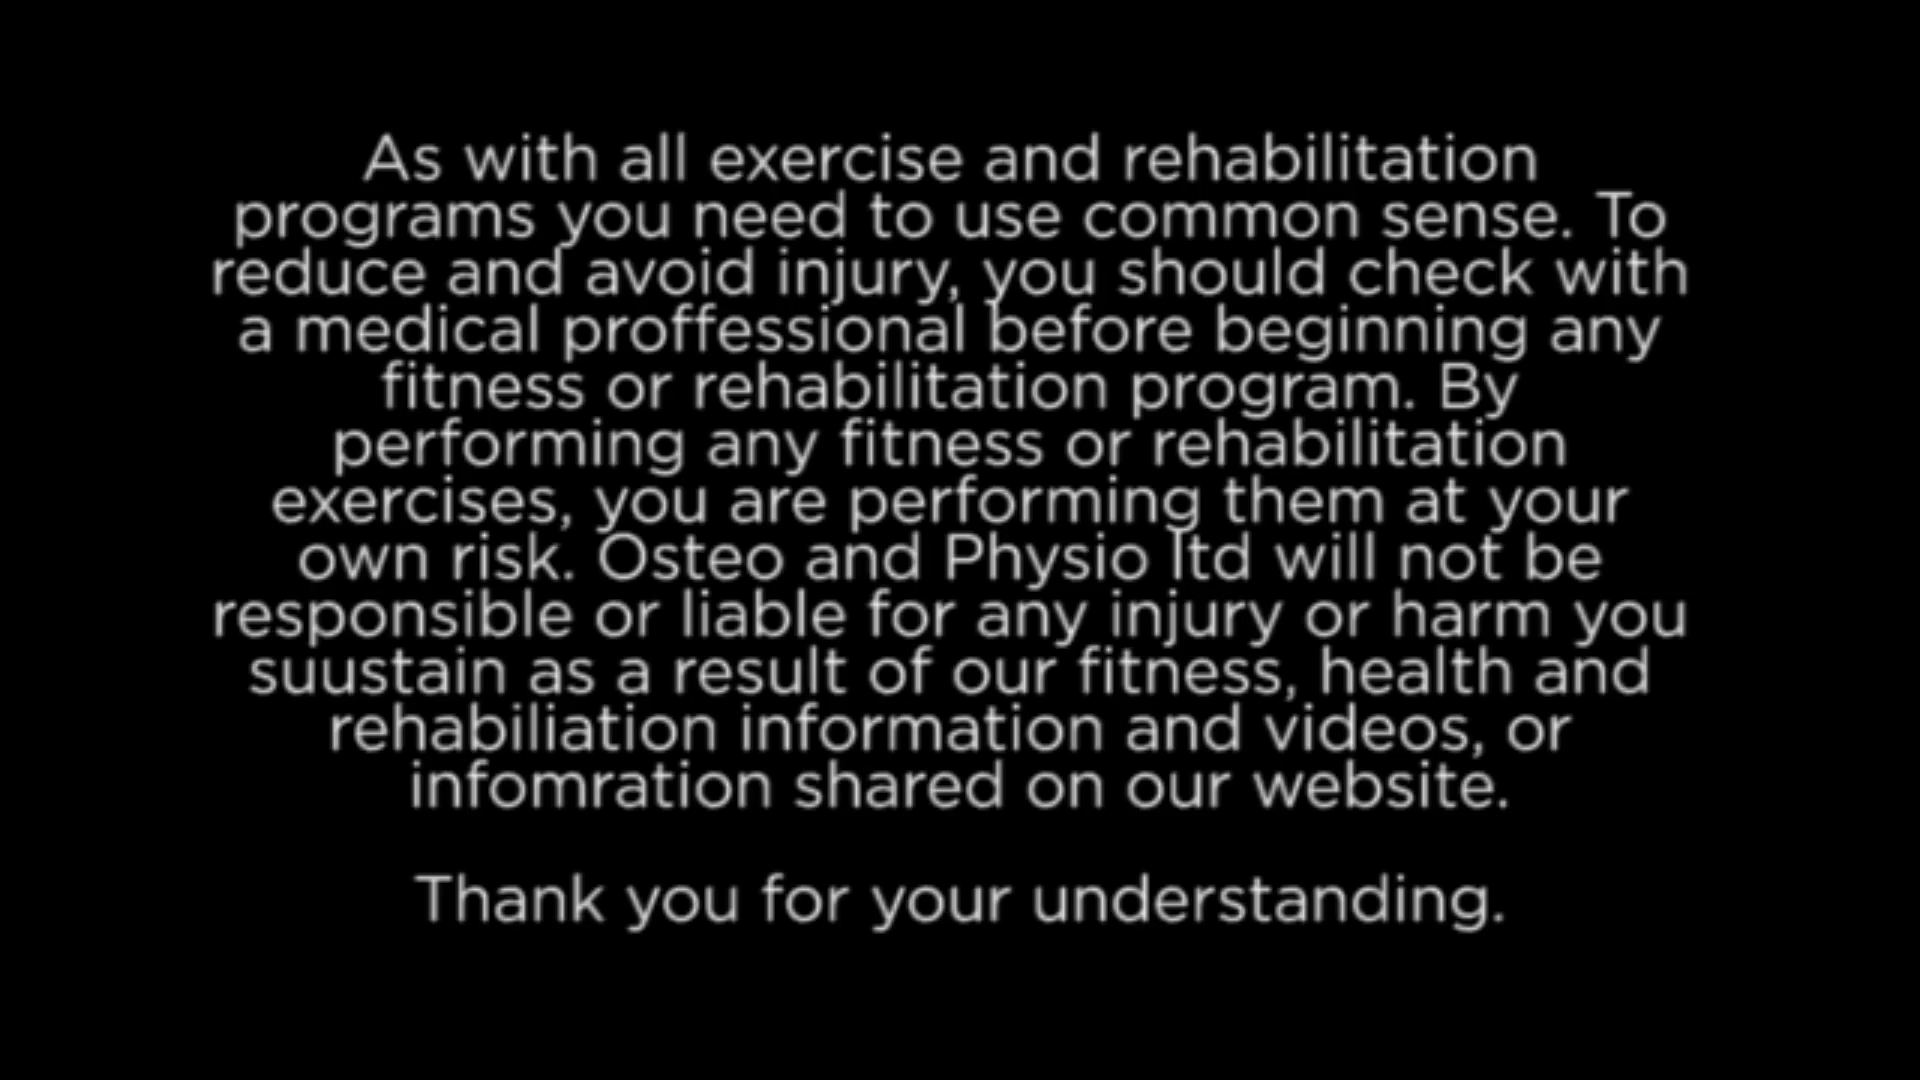 As with all exercise and rehabilitation
programs you need to use common sense. To
reduce and avoid injury, you should check with
a medical proffessional before beginning any
fitness or rehabilitation program. By
performing any fitness or rehabilitation
exercises, you are performing them at your
own risk. Osteo and Physio ltd will not be
responsible or liable for any injury or harm you
suustain as a result of our fitness, health and
rehabiliation information and videos, or
infomration shared on our website.
Thank you for your understanding.